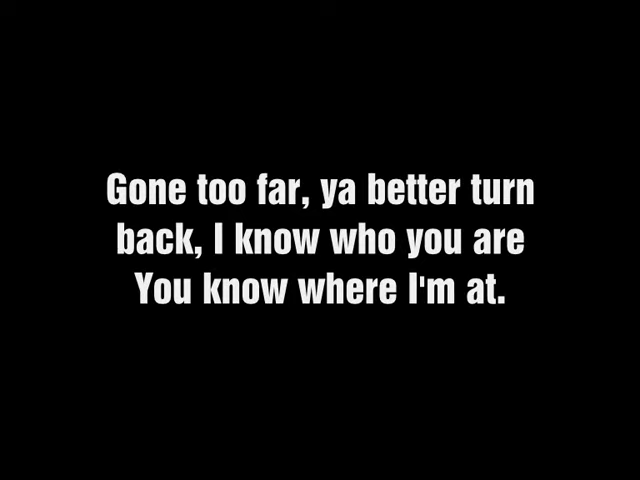 Gone too far, ya better turn
back, I know who you are
You know where I'm at.